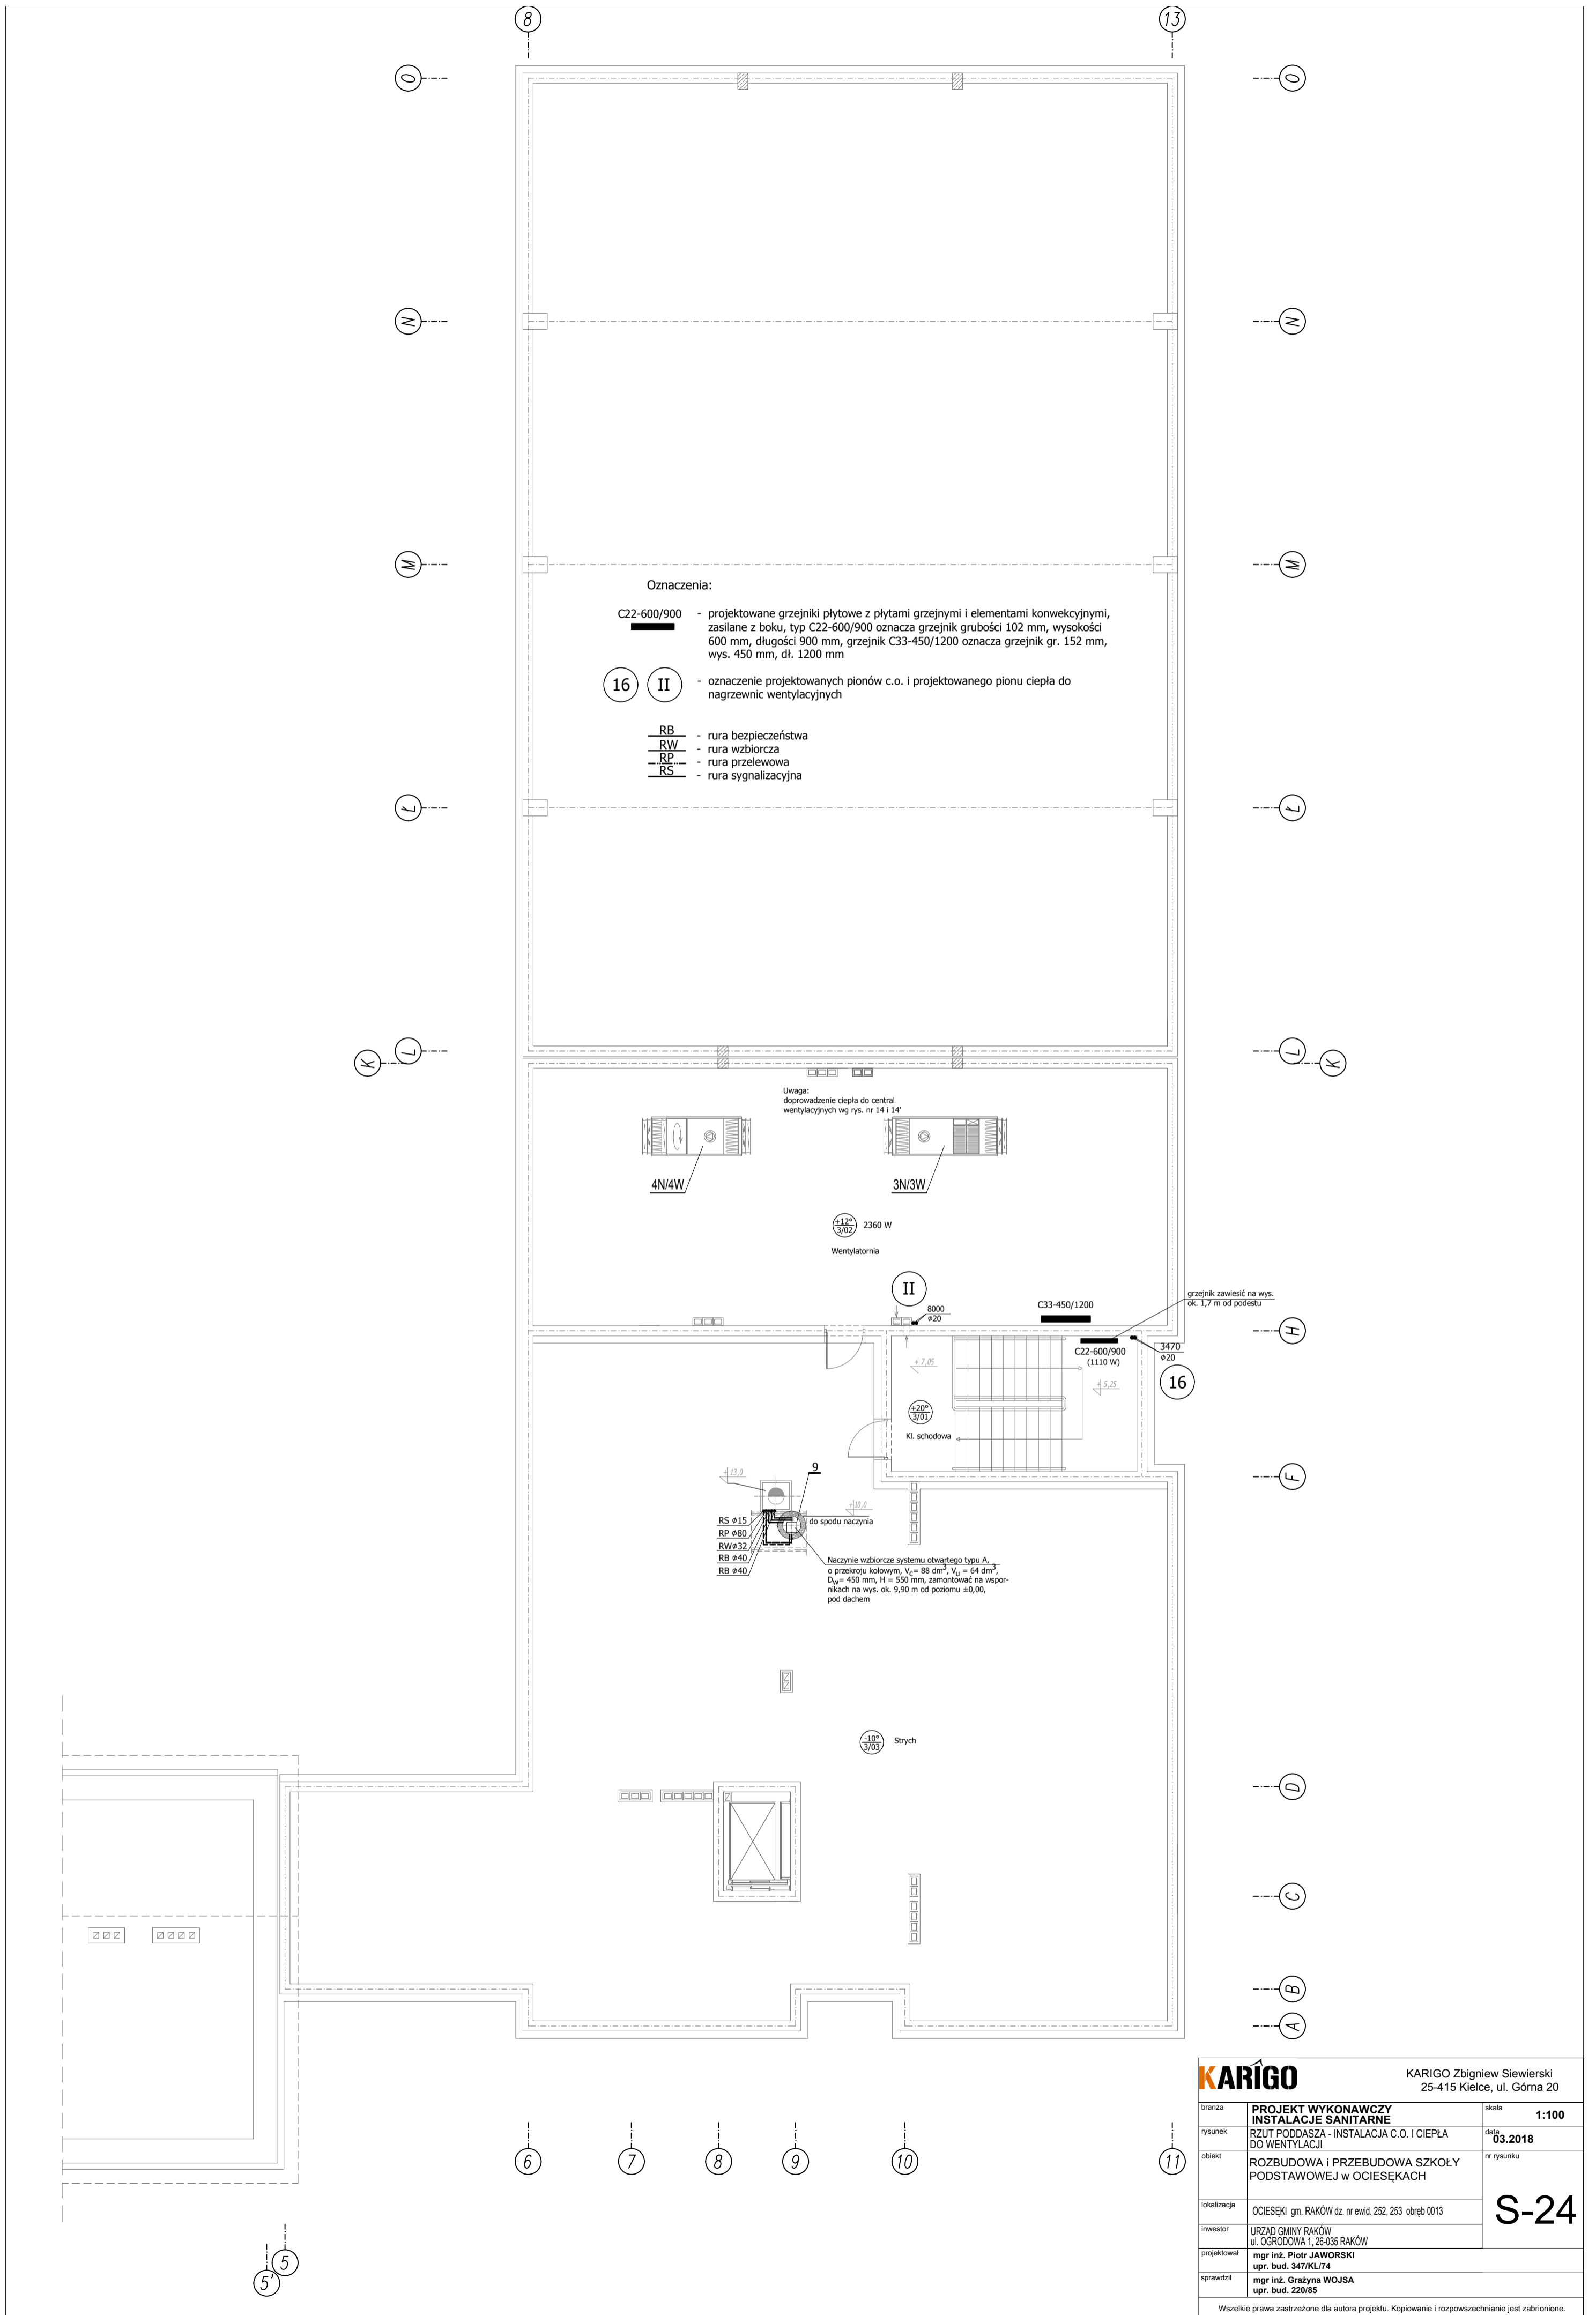 8
13
O
O
N
N
M
M
Oznaczenia:
C22-600/900 - projektowane grzejniki płytowe z płytami grzejnymi i elementami konwekcyjnymi,
zasilane z boku, typ C22-600/900 oznacza grzejnik grubości 102 mm, wysokości
600 mm, długości 900 mm, grzejnik C33-450/1200 oznacza grzejnik gr. 152 mm,
wys. 450 mm, dł. 1200 mm
16 II - oznaczenie projektowanych pionów c.o. i projektowanego pionu ciepła do
nagrzewnic wentylacyjnych
RB - rura bezpieczeństwa
RW - rura wzbiorcza
RP - rura przelewowa
RS - rura sygnalizacyjna
Ł
Ł
K
L
L
K
Uwaga:
doprowadzenie ciepła do central
wentylacyjnych wg rys. nr 14 i 14'
4N/4W
3N/3W
+12°
3/02
2360 W
Wentylatornia
II
8000
ø20
C33-450/1200
grzejnik zawiesić na wys.
ok. 1,7 m od podestu
H
C22-600/900
(1110 W)
3470
ø20
16
+7,05
+5,25
+20°
3/01
Kl. schodowa
F
+13,0
9
+10,0
do spodu naczynia
RS ø15
RP ø80
RWø32
RB ø40
RB ø40
Naczynie wzbiorcze systemu otwartego typu A,
o przekroju kołowym, Vc= 88 dm3, Vu = 64 dm3,
Dw= 450 mm, H = 550 mm, zamontować na wspor-
nikach na wys. ok. 9,90 m od poziomu ±0,00,
pod dachem
-10°
3/03
Strych
D
C
B
A
6
7
8
9
10
11
5
5'
KARIGO
KARIGO Zbigniew Siewierski
25-415 Kielce, ul. Górna 20
branża
PROJEKT WYKONAWCZY
INSTALACJE SANITARNE
skala
1:100
rysunek
RZUT PODDASZA - INSTALACJA C.O. I CIEPŁA
DO WENTYLACJI
data
03.2018
obiekt
ROZBUDOWA i PRZEBUDOWA SZKOŁY
PODSTAWOWEJ w OCIESĘKACH
nr rysunku
S-24
lokalizacja
OCIESĘKI gm. RAKÓW dz. nr ewid. 252, 253 obręb 0013
inwestor
URZĄD GMINY RAKÓW
ul. OGRODOWA 1, 26-035 RAKÓW
projektował
mgr inż. Piotr JAWORSKI
upr. bud. 347/KL/74
sprawdził
mgr inż. Grażyna WOJSA
upr. bud. 220/85
Wszelkie prawa zastrzeżone dla autora projektu. Kopiowanie i rozpowszechnianie jest zabrionione.